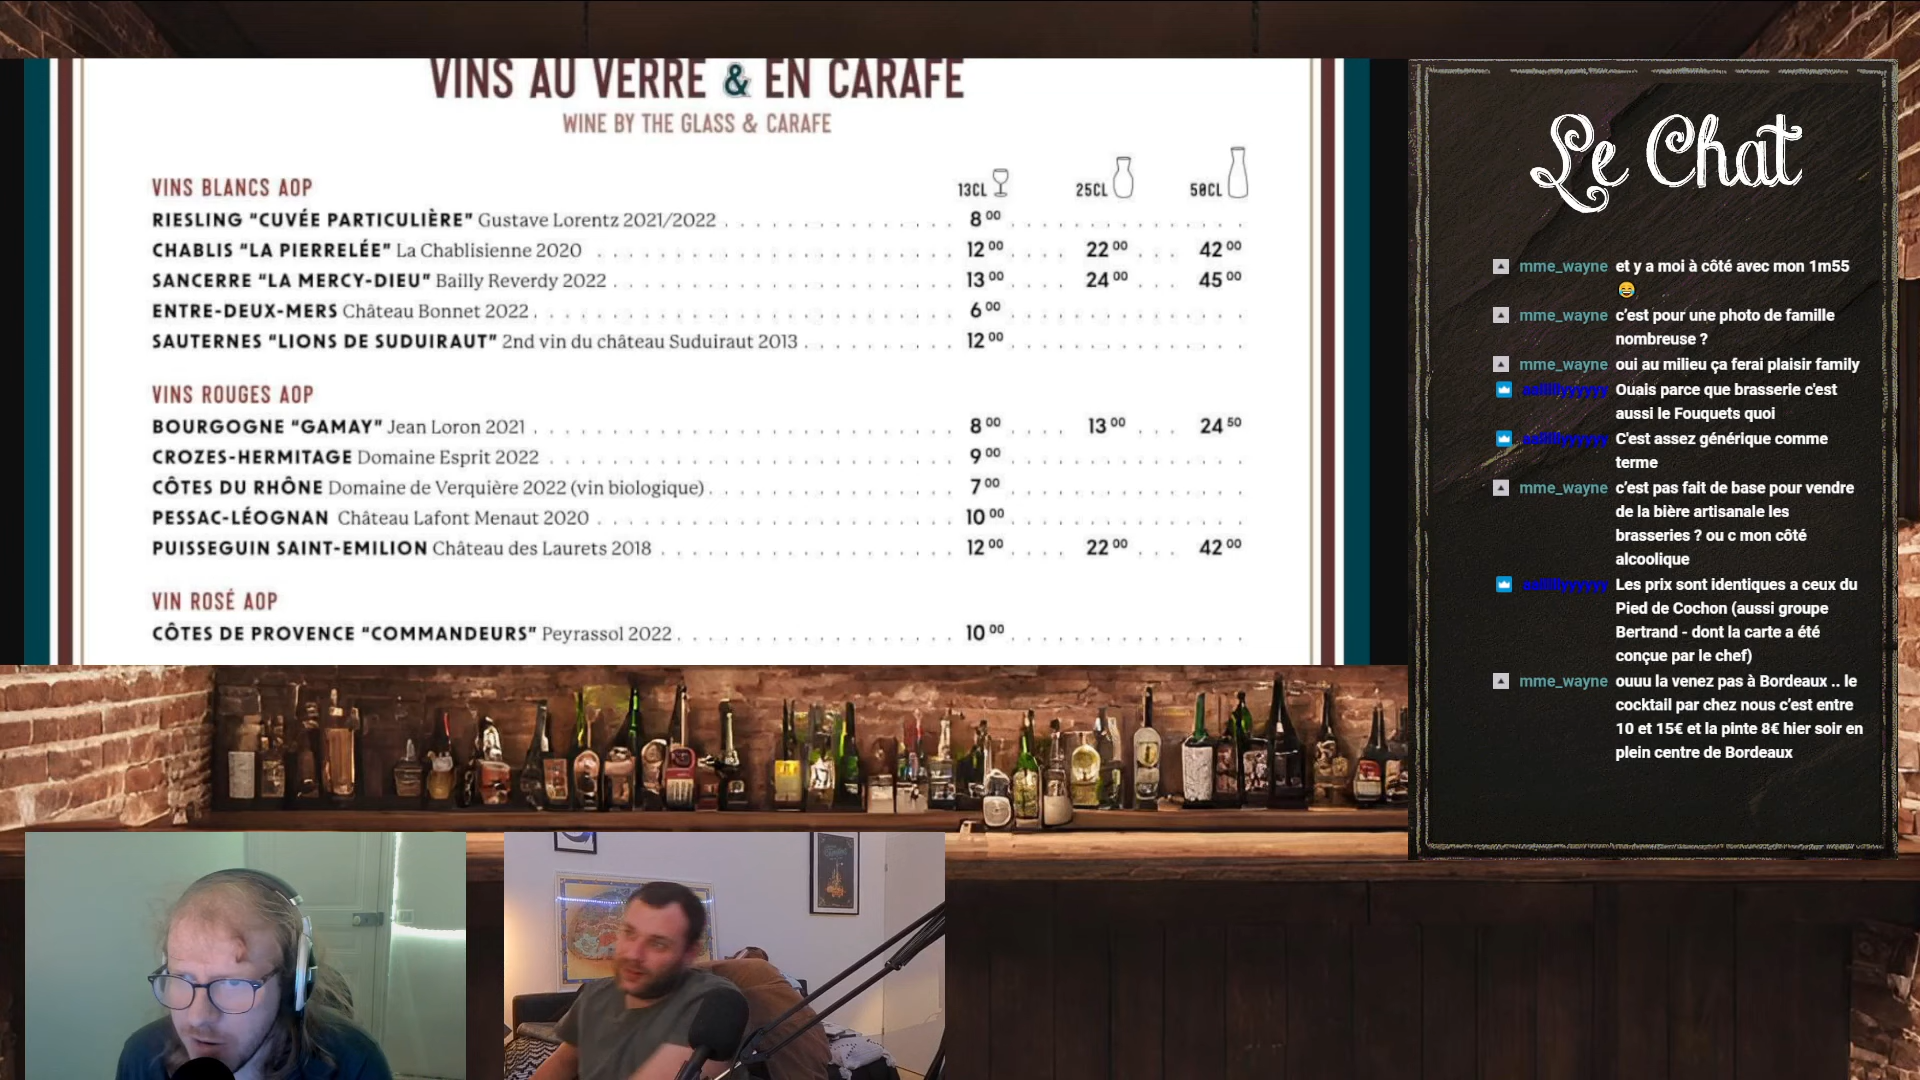 VINS AU VERRE & EN CARAFE
WINE BY THE GLASS & CARAFE
VINS BLANCS AOP 13CL 25CL 50CL
RIESLING "CUVÉE PARTICULIÈRE" Gustave Lorentz 2021/2022 8 00
CHABLIS "LA PIERRELÉE" La Chablisienne 2020 12 00 22 00 42 00
SANCERRE "LA MERCY-DIEU" Bailly Reverdy 2022 13 00 24 00 45 00
ENTRE-DEUX-MERS Château Bonnet 2022 6 00
SAUTERNES "LIONS DE SUDUIRAUT" 2nd vin du château Suduiraut 2013 12 00
VINS ROUGES AOP
BOURGOGNE "GAMAY" Jean Loron 2021 8 00 13 00 24 50
CROZES-HERMITAGE Domaine Esprit 2022 9 00
CÔTES DU RHÔNE Domaine de Verquière 2022 (vin biologique) 7 00
PESSAC-LÉOGNAN Château Lafont Menaut 2020 10 00
PUISSEGUIN SAINT-EMILION Château des Laurets 2018 12 00 22 00 42 00
VIN ROSÉ AOP
CÔTES DE PROVENCE "COMMANDEURS" Peyrassol 2022 10 00
Le Chat
mme_wayne et y a moi à côté avec mon 1m55
😂
mme_wayne c'est pour une photo de famille
nombreuse ?
mme_wayne oui au milieu ça ferai plaisir family
Ouais parce que brasserie c'est
aussi le Fouquets quoi
C'est assez générique comme
terme
mme_wayne c'est pas fait de base pour vendre
de la bière artisanale les
brasseries ? ou c mon côté
alcoolique
Les prix sont identiques a ceux du
Pied de Cochon (aussi groupe
Bertrand - dont la carte a été
conçue par le chef)
mme_wayne ouuu la venez pas à Bordeaux .. le
cocktail par chez nous c'est entre
10 et 15€ et la pinte 8€ hier soir en
plein centre de Bordeaux